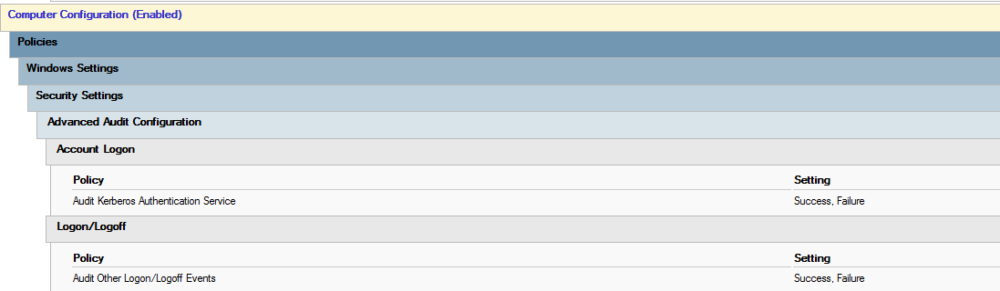 Computer Configuration (Enabled)
Policies
Windows Settings
Security Settings
Advanced Audit Configuration
Account Logon
Policy Setting
Audit Kerberos Authentication Service Success, Failure
Logon/Logoff
Policy Setting
Audit Other Logon/Logoff Events Success, Failure